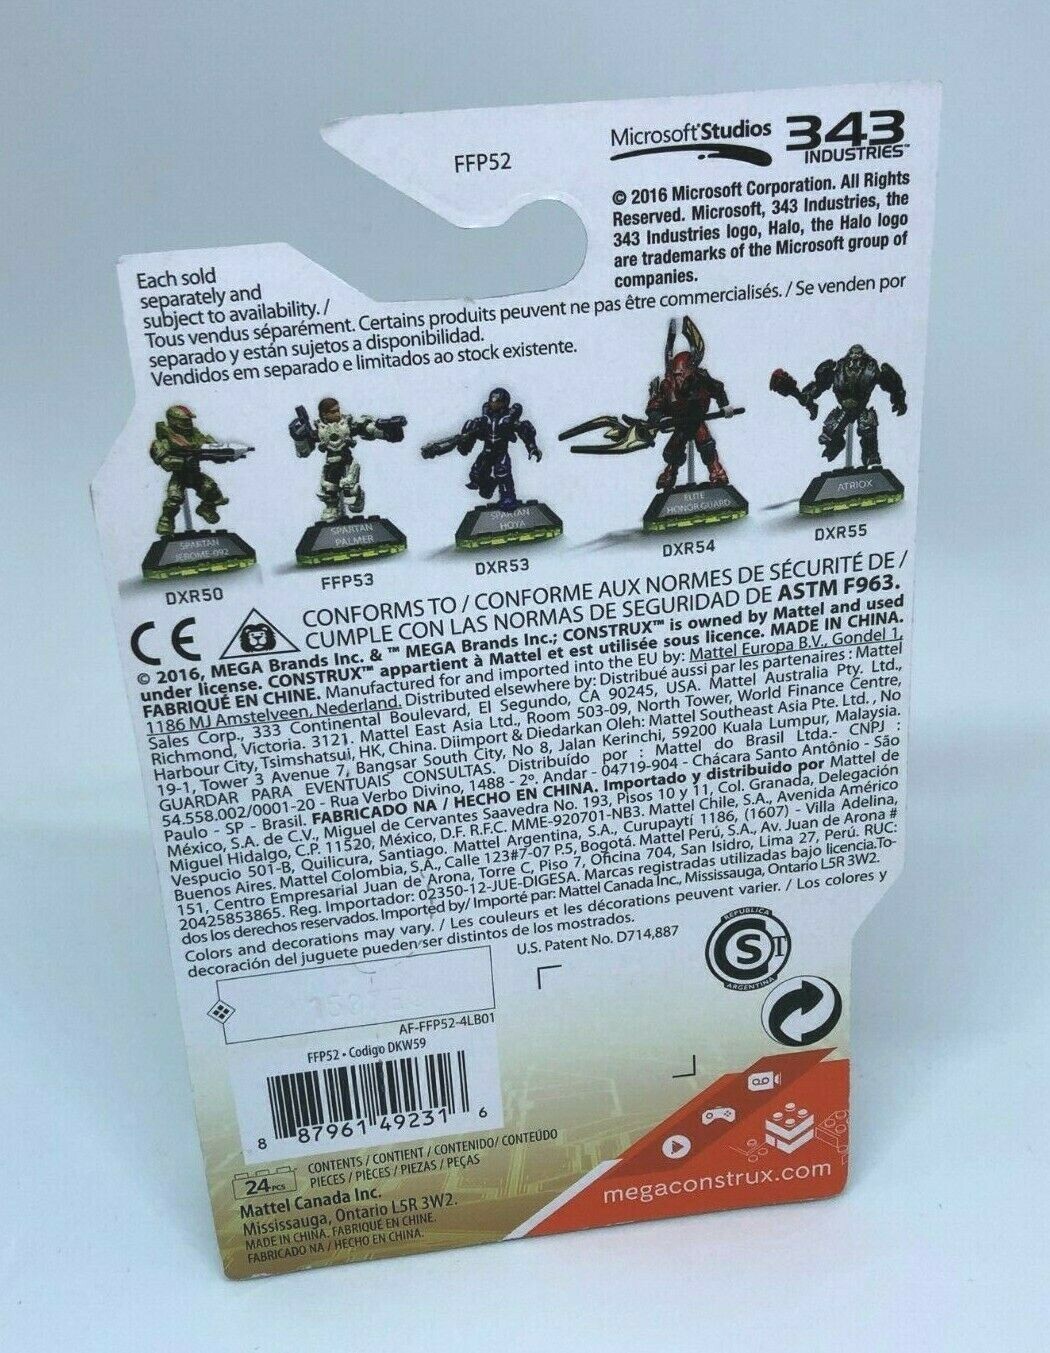 FFP52
Microsoft Studios
343
INDUSTRIES™
© 2016 Microsoft Corporation. All Rights
Reserved. Microsoft, 343 Industries, the
343 Industries logo, Halo, the Halo logo
are trademarks of the Microsoft group of
companies.
Each sold
separately and
subject to availability. /
Tous vendus séparément. Certains produits peuvent ne pas être commercialisés. / Se venden por
separado y están sujetos a disponibilidad.
Vendidos em separado e limitados ao stock existente.
SPARTAN
JEROME-092
DXR50
SPARTAN
PALMER
FFP53
SPARTAN
HOYA
DXR53
ELITE
HONOR GUARD
DXR54
ATRIOX
DXR55
CE
CONFORMS TO / CONFORME AUX NORMES DE SÉCURITÉ DE /
CUMPLE CON LAS NORMAS DE SEGURIDAD DE ASTM F963.
© 2016, MEGA Brands Inc. & ™ MEGA Brands Inc.; CONSTRUX™ is owned by Mattel and used
under license. CONSTRUX™ appartient à Mattel et est utilisée sous licence. MADE IN CHINA.
FABRIQUÉ EN CHINE. Manufactured for and imported into the EU by: Mattel Europa B.V., Gondel 1,
1186 MJ Amstelveen, Nederland. Distributed elsewhere by: Distribué aussi par les partenaires : Mattel
Sales Corp., 333 Continental Boulevard, El Segundo, CA 90245, USA. Mattel Australia Pty. Ltd.,
Richmond, Victoria. 3121. Mattel East Asia Ltd., Room 503-09, North Tower, World Finance Centre,
Harbour City, Tsimshatsui, HK, China. Diimport & Diedarkan Oleh: Mattel Southeast Asia Pte. Ltd., No
19-1, Tower 3 Avenue 7, Bangsar South City, No 8, Jalan Kerinchi, 59200 Kuala Lumpur, Malaysia.
GUARDAR PARA EVENTUAIS CONSULTAS. Distribuído por : Mattel do Brasil Ltda.- CNPJ :
54.558.002/0001-20 - Rua Verbo Divino, 1488 - 2º. Andar - 04719-904 - Chácara Santo Antônio - São
Paulo - SP - Brasil. FABRICADO NA / HECHO EN CHINA. Importado y distribuido por Mattel de
México, S.A. de C.V., Miguel de Cervantes Saavedra No. 193, Pisos 10 y 11, Col. Granada, Delegación
Miguel Hidalgo, C.P. 11520, México, D.F. R.F.C. MME-920701-NB3. Mattel Chile, S.A., Avenida Américo
Vespucio 501-B, Quilicura, Santiago. Mattel Argentina, S.A., Curupaytí 1186, (1607) - Villa Adelina,
Buenos Aires. Mattel Colombia, S.A., Calle 123#7-07 P.5, Bogotá. Mattel Perú, S.A., Av. Juan de Arona #
151, Centro Empresarial Juan de Arona, Torre C, Piso 7, Oficina 704, San Isidro, Lima 27, Perú. RUC:
20425853865. Reg. Importador: 02350-12-JUE-DIGESA. Marcas registradas utilizadas bajo licencia.To-
dos los derechos reservados. Imported by/ Importé par: Mattel Canada Inc., Mississauga, Ontario L5R 3W2.
Colors and decorations may vary. / Les couleurs et les décorations peuvent varier. / Los colores y
decoración del juguete pueden ser distintos de los mostrados.
U.S. Patent No. D714,887
REPUBLICA
S T
ARGENTINA
AF-FFP52-4LB01
FFP52 • Codigo DKW59
8 87961 49231 6
24PCS
CONTENTS / CONTIENT / CONTENIDO/ CONTEÚDO
PIECES / PIÈCES / PIEZAS / PEÇAS
Mattel Canada Inc.
Mississauga, Ontario L5R 3W2.
MADE IN CHINA. FABRIQUÉ EN CHINE.
FABRICADO NA / HECHO EN CHINA.
megaconstrux.com